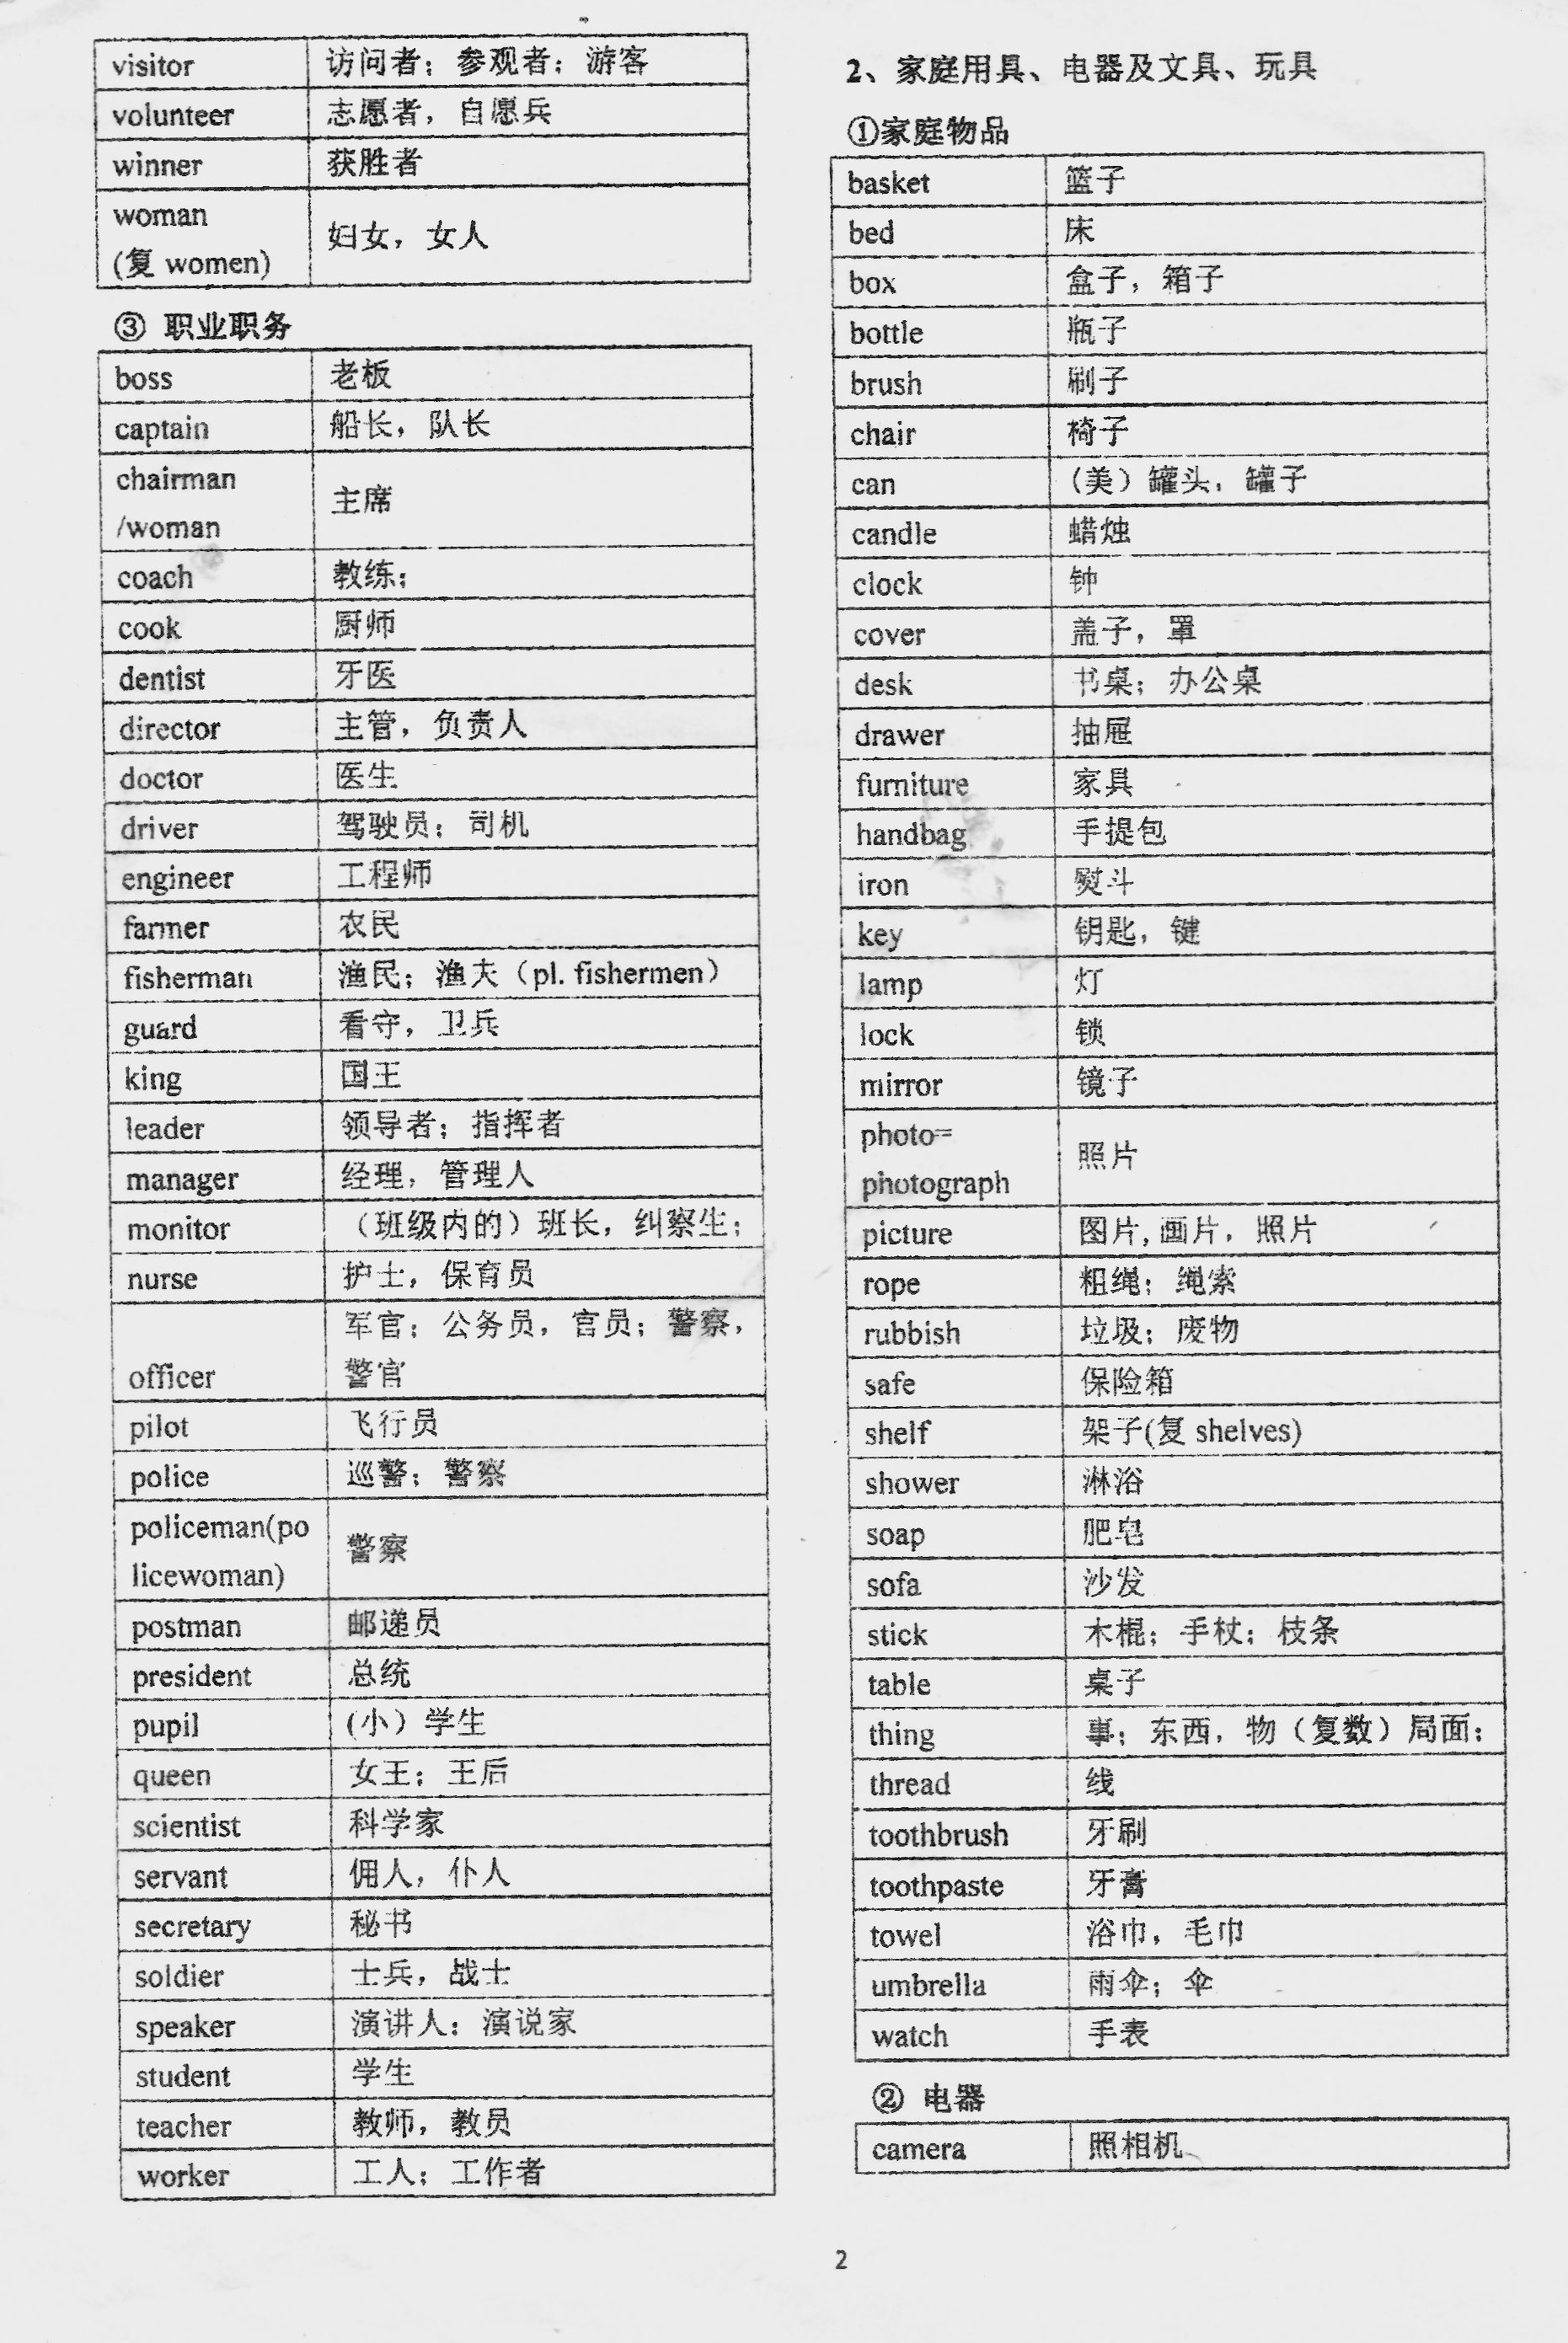 visitor 访问者；参观者；游客
volunteer 志愿者，自愿兵
winner 获胜者
woman
(复 women) 妇女，女人
③ 职业职务
boss 老板
captain 船长，队长
chairman
/woman 主席
coach 教练；
cook 厨师
dentist 牙医
director 主管，负责人
doctor 医生
driver 驾驶员；司机
engineer 工程师
farmer 农民
fisherman 渔民；渔夫（pl. fishermen）
guard 看守，卫兵
king 国王
leader 领导者；指挥者
manager 经理，管理人
monitor （班级内的）班长，纠察生；
nurse 护士，保育员
军官；公务员，官员；警察，
officer 警官
pilot 飞行员
police 巡警；警察
policeman(po
licewoman) 警察
postman 邮递员
president 总统
pupil (小）学生
queen 女王；王后
scientist 科学家
servant 佣人，仆人
secretary 秘书
soldier 士兵，战士
speaker 演讲人；演说家
student 学生
teacher 教师，教员
worker 工人；工作者
2、家庭用具、电器及文具、玩具
①家庭物品
basket 篮子
bed 床
box 盒子，箱子
bottle 瓶子
brush 刷子
chair 椅子
can （美）罐头，罐子
candle 蜡烛
clock 钟
cover 盖子，罩
desk 书桌；办公桌
drawer 抽屉
furniture 家具
handbag 手提包
iron 熨斗
key 钥匙，键
lamp 灯
lock 锁
mirror 镜子
photo=
photograph 照片
picture 图片,画片，照片
rope 粗绳；绳索
rubbish 垃圾；废物
safe 保险箱
shelf 架子(复 shelves)
shower 淋浴
soap 肥皂
sofa 沙发
stick 木棍；手杖；枝条
table 桌子
thing 事；东西，物（复数）局面；
thread 线
toothbrush 牙刷
toothpaste 牙膏
towel 浴巾，毛巾
umbrella 雨伞；伞
watch 手表
② 电器
camera 照相机
2